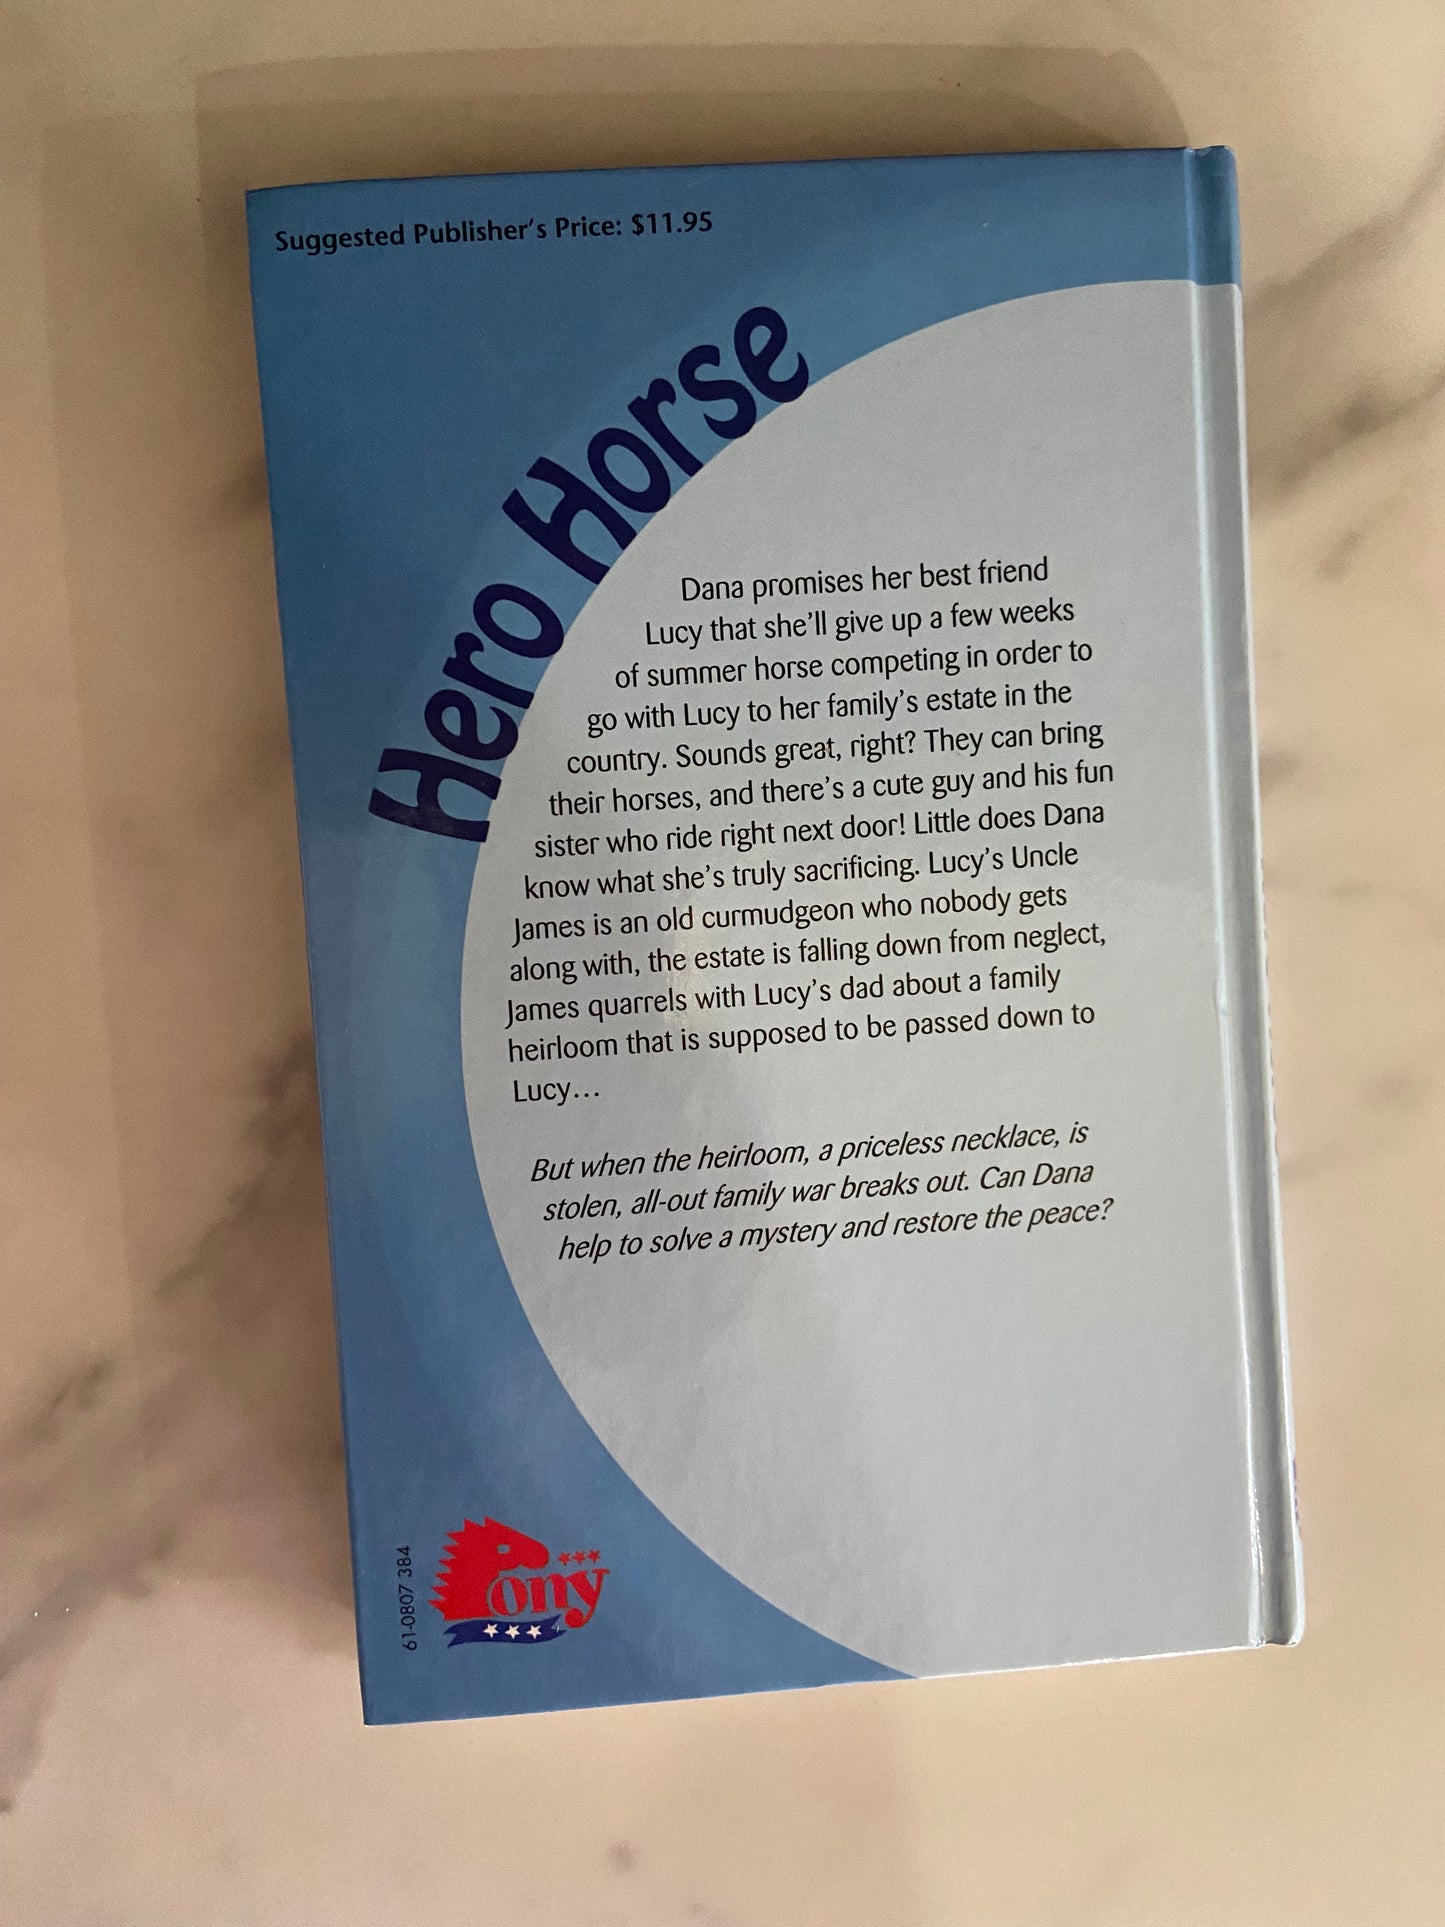 Suggested Publisher's Price: $11.95
Hero Horse
Dana promises her best friend
Lucy that she'll give up a few weeks
of summer horse competing in order to
go with Lucy to her family's estate in the
country. Sounds great, right? They can bring
their horses, and there's a cute guy and his fun
sister who ride right next door! Little does Dana
know what she's truly sacrificing. Lucy's Uncle
James is an old curmudgeon who nobody gets
along with, the estate is falling down from neglect,
James quarrels with Lucy's dad about a family
heirloom that is supposed to be passed down to
Lucy…
But when the heirloom, a priceless necklace, is
stolen, all-out family war breaks out. Can Dana
help to solve a mystery and restore the peace?
61-0807 384
Pony